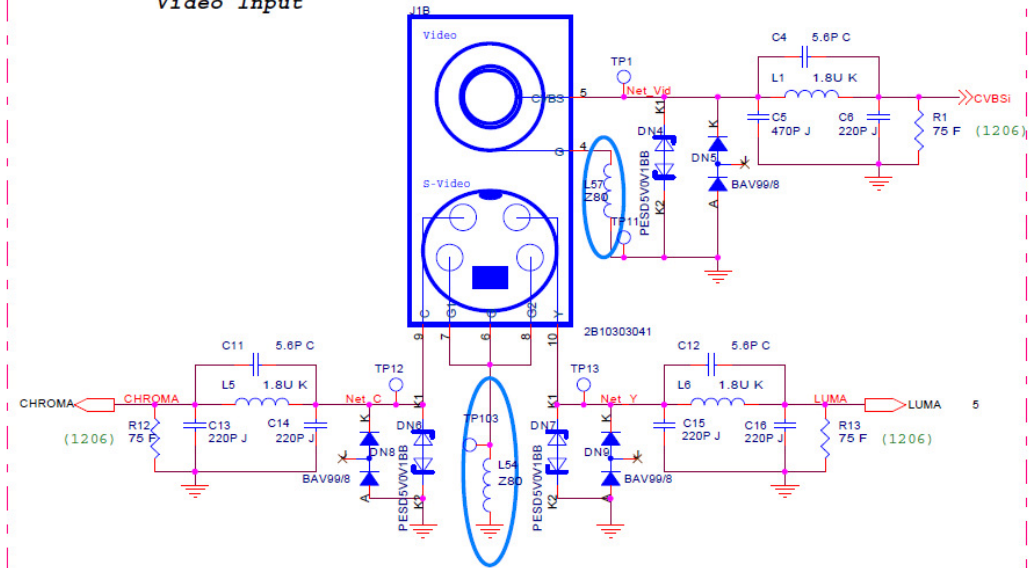 Video Input
J1B
Video
CVBS
5
G
4
S-Video
C
G1
G
G2
Y
9
7
6
8
10
2B10303041
TP1
Net_Vid
L57
Z80
TP11
DN4
K1
K2
PESD5V0V1BB
DN5
K
A
BAV99/8
C4 5.6P C
L1 1.8U K
C5
470P J
C6
220P J
R1
75 F (1206)
CVBSi
C11 5.6P C
L5 1.8U K
CHROMA
CHROMA
R12
75 F
(1206)
C13
220P J
C14
220P J
Net_C
TP12
K
DN8
BAV99/8
A
K1
DN6
K2
PESD5V0V1BB
TP103
L54
Z80
TP13
Net_Y
K1
DN7
K2
PESD5V0V1BB
K
DN9
BAV99/8
A
C12 5.6P C
L6 1.8U K
C15
220P J
C16
220P J
LUMA
R13
75 F (1206)
LUMA 5